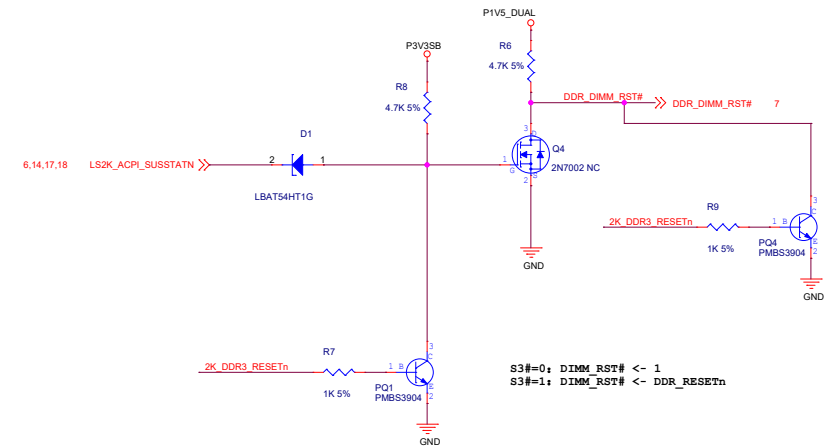 P1V5_DUAL
P3V3SB
R6
4.7K 5%
R8
4.7K 5%
DDR_DIMM_RST#
DDR_DIMM_RST# 7
D1
3 D
Q4
6,14,17,18 LS2K_ACPI_SUSSTATN
2
1
1
G
2N7002 NC
2 S
LBAT54HT1G
R9
3
C
2K_DDR3_RESETn
1 B
PQ4
PMBS3904
1K 5%
E
2
GND
GND
3
C
R7
2K_DDR3_RESETn
1 B
S3#=0: DIMM_RST# <- 1
S3#=1: DIMM_RST# <- DDR_RESETn
1K 5%
PQ1
PMBS3904
E
2
GND